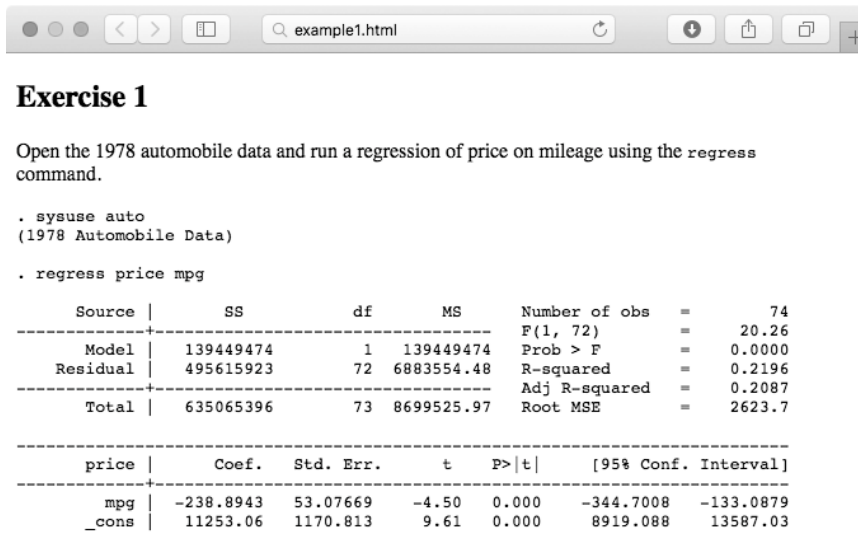 example1.html
Exercise 1
Open the 1978 automobile data and run a regression of price on mileage using the regress
command.
. sysuse auto
(1978 Automobile Data)
. regress price mpg
      Source |       SS           df       MS      Number of obs   =        74
-------------+----------------------------------   F(1, 72)        =     20.26
       Model |   139449474         1   139449474   Prob > F        =    0.0000
    Residual |   495615923        72  6883554.48   R-squared       =    0.2196
-------------+----------------------------------   Adj R-squared   =    0.2087
       Total |   635065396        73  8699525.97   Root MSE        =    2623.7
------------------------------------------------------------------------------
       price |      Coef.   Std. Err.      t    P>|t|     [95% Conf. Interval]
-------------+----------------------------------------------------------------
         mpg |  -238.8943   53.07669    -4.50   0.000    -344.7008   -133.0879
       _cons |   11253.06   1170.813     9.61   0.000     8919.088    13587.03